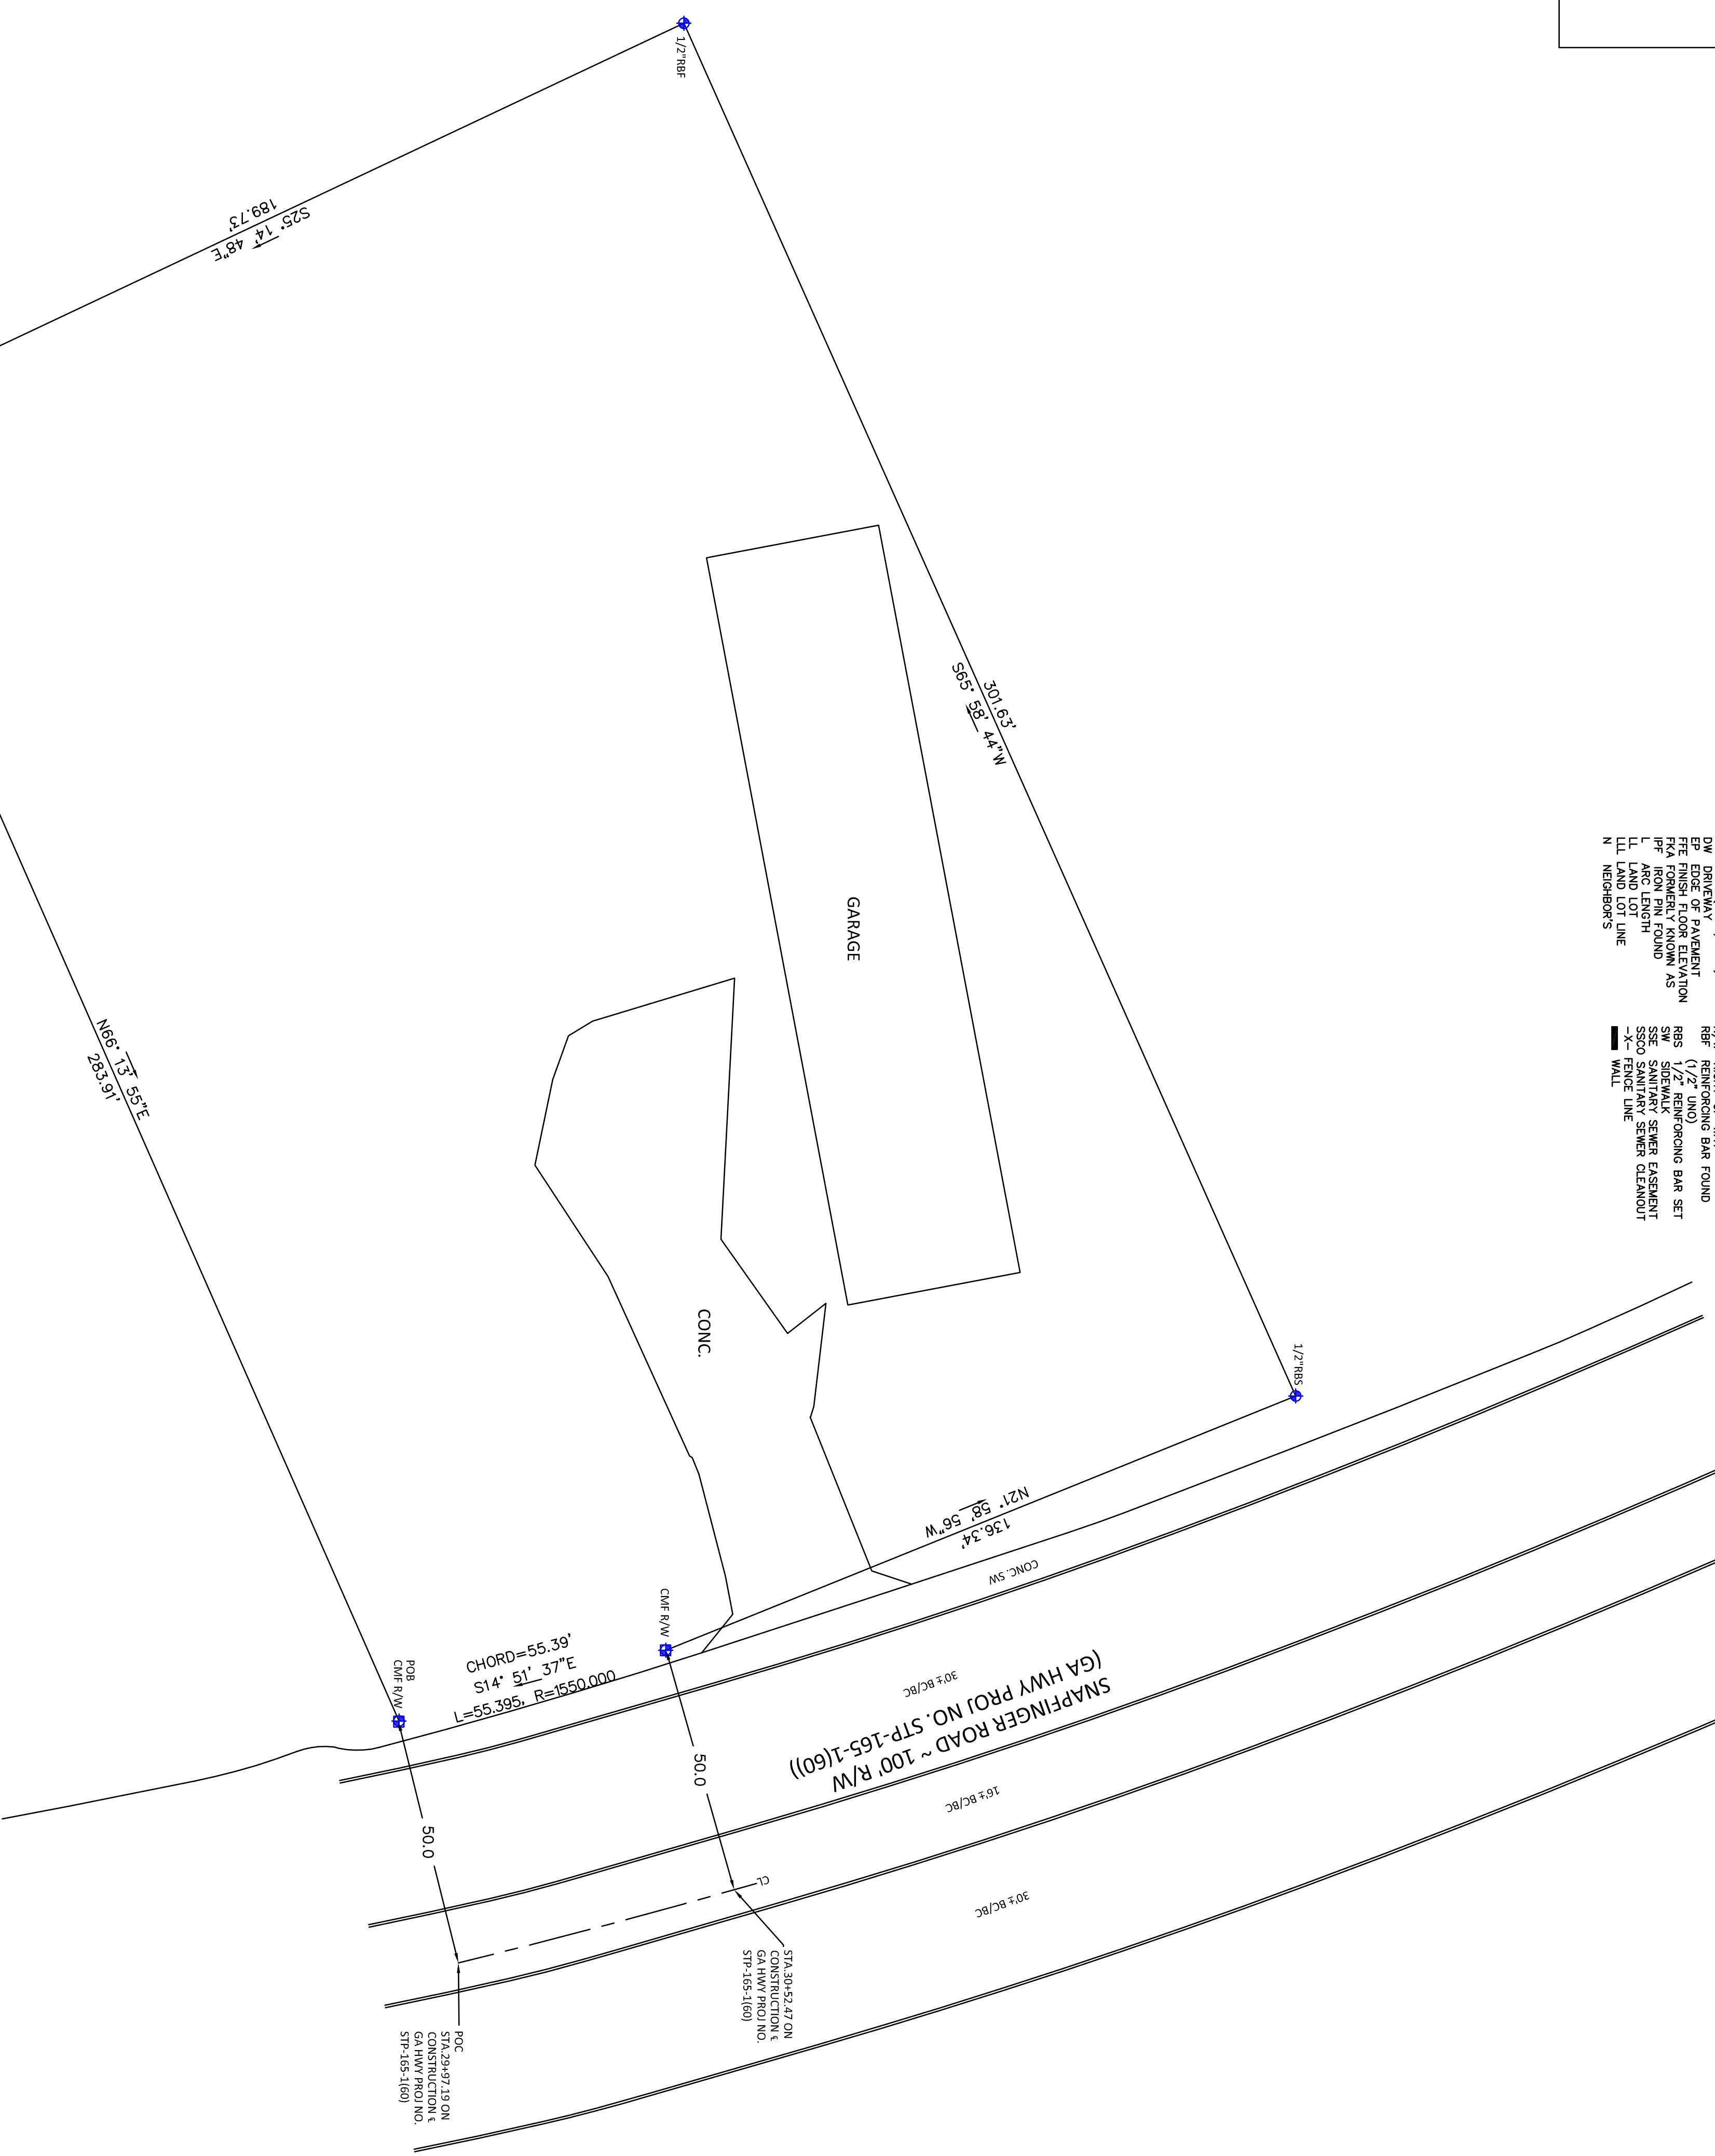 1/2"RBF
S25° 14' 48"E
189.73'
301.63'
S65° 58' 44"W
GARAGE
DW DRIVEWAY
EP EDGE OF PAVEMENT
FFE FINISH FLOOR ELEVATION
FKA FORMERLY KNOWN AS
IPF IRON PIN FOUND
L ARC LENGTH
LL LAND LOT
LLL LAND LOT LINE
N NEIGHBOR'S
RBF REINFORCING BAR FOUND
(1/2" UNO)
RBS 1/2" REINFORCING BAR SET
SW SIDEWALK
SSE SANITARY SEWER EASEMENT
SSCO SANITARY SEWER CLEANOUT
-X- FENCE LINE
WALL
N66° 13' 55"E
283.91'
CONC.
1/2"RBS
N21° 58' 56"W
136.34'
CONC. SW
CMF R/W
CHORD=55.39'
S14° 51' 37"E
L=55.395, R=1550.000
POB
CMF R/W
30'± BC/BC
SNAPFINGER ROAD ~ 100' R/W
(GA HWY PROJ NO. STP-165-1(60))
16'± BC/BC
30'± BC/BC
50.0
50.0
CL
STA.30+52.47 ON
CONSTRUCTION ℄
GA HWY PROJ NO.
STP-165-1(60)
POC
STA.29+97.19 ON
CONSTRUCTION ℄
GA HWY PROJ NO.
STP-165-1(60)